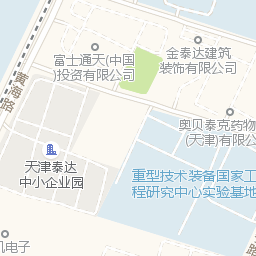 金泰达建筑
装饰有限公司
富士通天(中国
)投资有限公司
黄海路
奥贝泰克药物
(天津)有限公
天津泰达
中小企业园
重型技术装备国家工
程研究中心实验基地
机电子